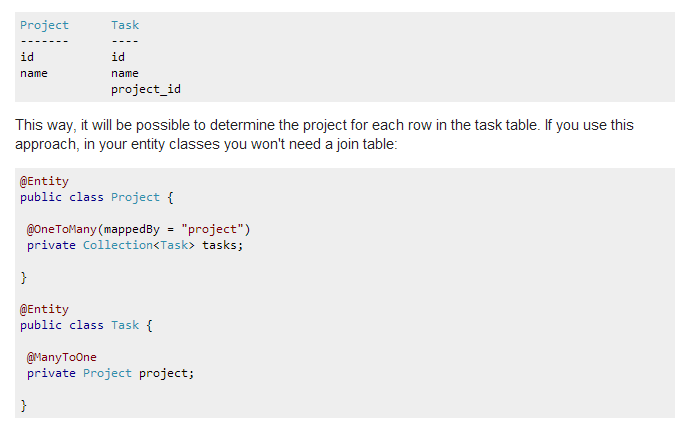 Project      Task
-------      ----
id           id
name         name
             project_id
This way, it will be possible to determine the project for each row in the task table. If you use this
approach, in your entity classes you won't need a join table:
@Entity
public class Project {
 @OneToMany(mappedBy = "project")
 private Collection<Task> tasks;
}
@Entity
public class Task {
 @ManyToOne
 private Project project;
}